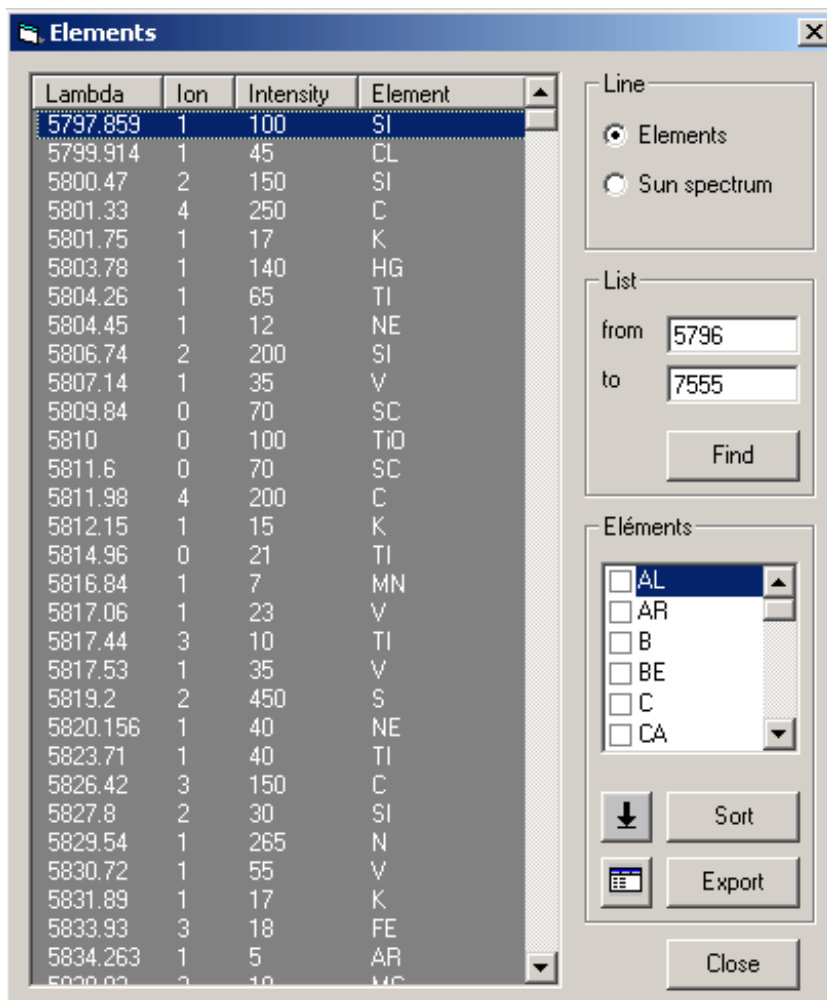 Elements
Lambda Ion Intensity Element
5797.859 1 100 SI
5799.914 1 45 CL
5800.47 2 150 SI
5801.33 4 250 C
5801.75 1 17 K
5803.78 1 140 HG
5804.26 1 65 TI
5804.45 1 12 NE
5806.74 2 200 SI
5807.14 1 35 V
5809.84 0 70 SC
5810 0 100 TiO
5811.6 0 70 SC
5811.98 4 200 C
5812.15 1 15 K
5814.96 0 21 TI
5816.84 1 7 MN
5817.06 1 23 V
5817.44 3 10 TI
5817.53 1 35 V
5819.2 2 450 S
5820.156 1 40 NE
5823.71 1 40 TI
5826.42 3 150 C
5827.8 2 30 SI
5829.54 1 265 N
5830.72 1 55 V
5831.89 1 17 K
5833.93 3 18 FE
5834.263 1 5 AR
Line
Elements
Sun spectrum
List
from 5796
to 7555
Find
Eléments
AL
AR
B
BE
C
CA
Sort
Export
Close